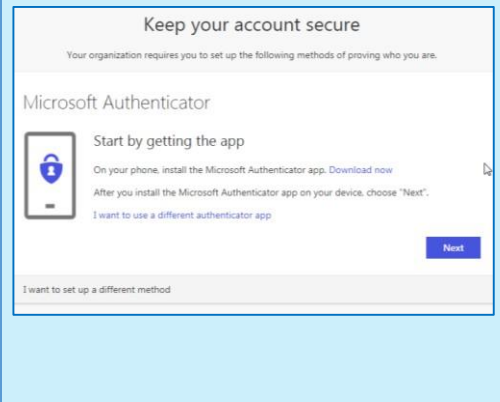 Keep your account secure
Your organization requires you to set up the following methods of proving who you are.
Microsoft Authenticator
Start by getting the app
On your phone, install the Microsoft Authenticator app. Download now
After you install the Microsoft Authenticator app on your device, choose "Next".
I want to use a different authenticator app
Next
I want to set up a different method